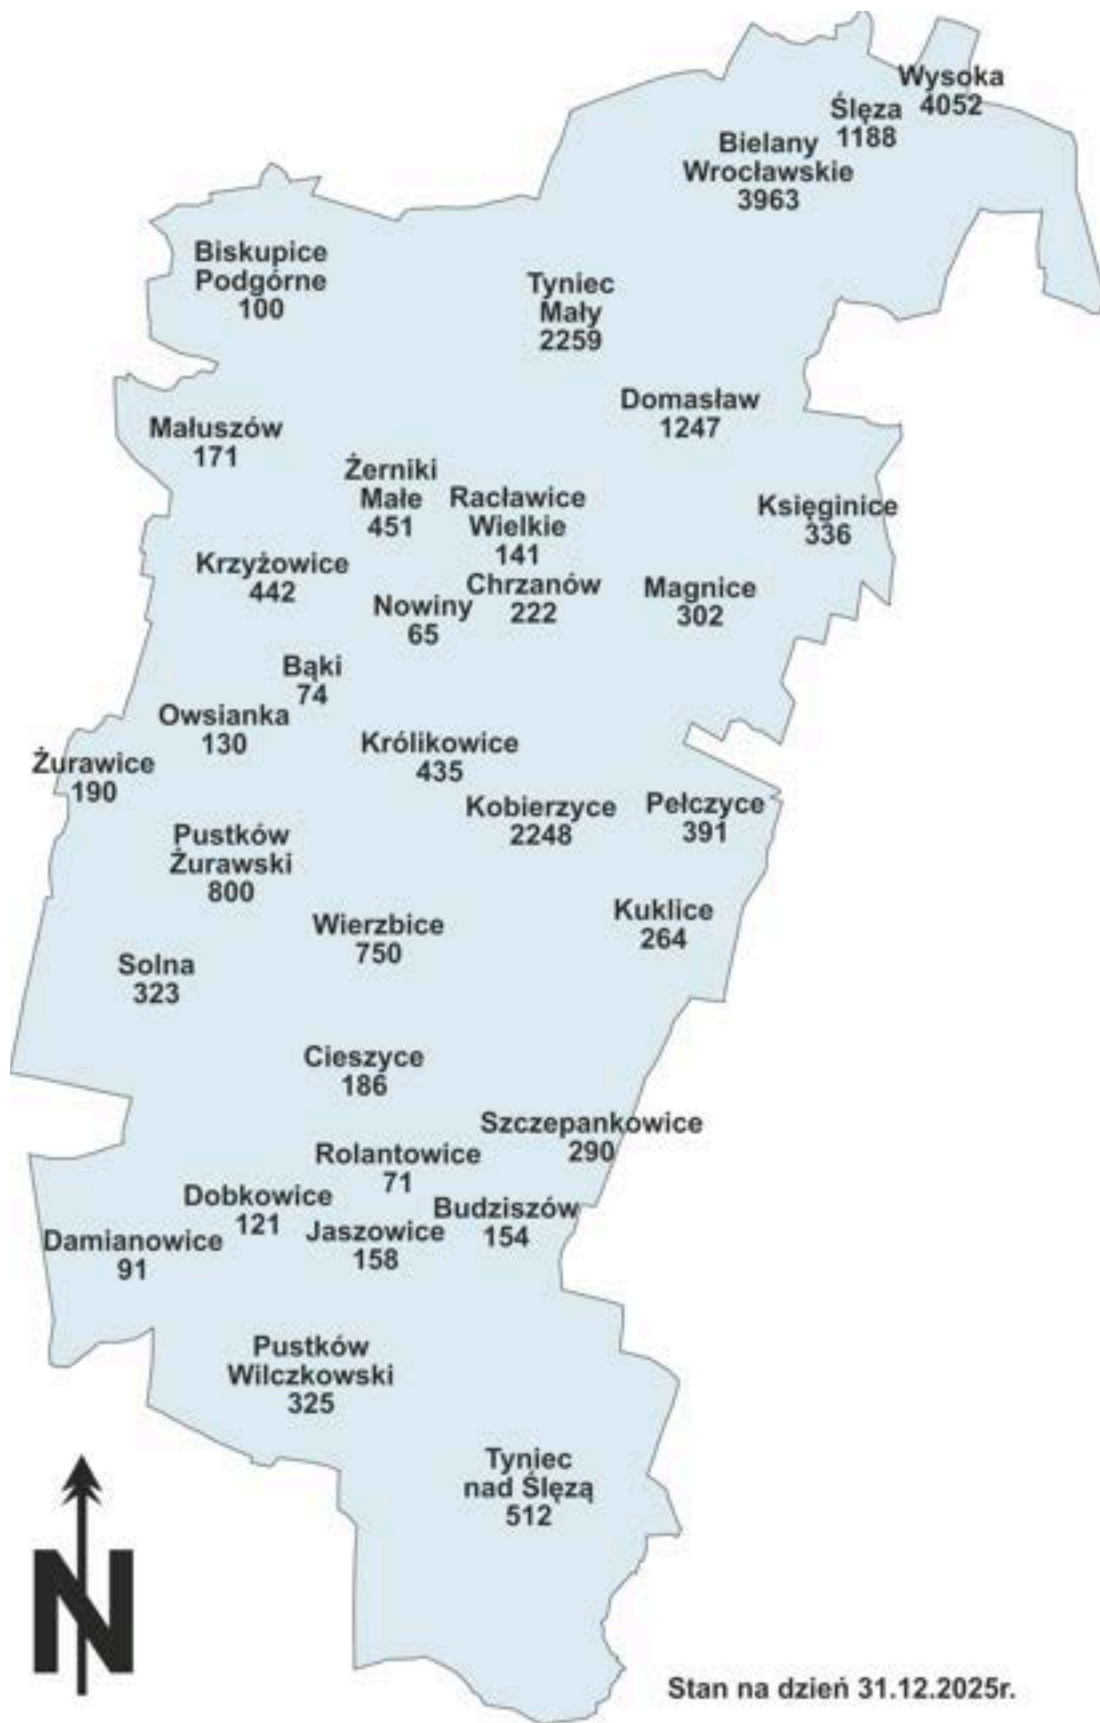 Wysoka
4052
Ślęza
1188
Bielany
Wrocławskie
3963
Biskupice
Podgórne
100
Tyniec
Mały
2259
Domasław
1247
Małuszów
171
Żerniki
Małe
451
Racławice
Wielkie
141
Księginice
336
Krzyżowice
442
Nowiny
65
Chrzanów
222
Magnice
302
Bąki
74
Owsianka
130
Żurawice
190
Królikowice
435
Kobierzyce
2248
Pełczyce
391
Pustków
Żurawski
800
Wierzbice
750
Kuklice
264
Solna
323
Cieszyce
186
Szczepankowice
290
Rolantowice
71
Dobkowice
121
Budziszów
154
Jaszowice
158
Damianowice
91
Pustków
Wilczkowski
325
Tyniec
nad Ślęzą
512
N
Stan na dzień 31.12.2025r.